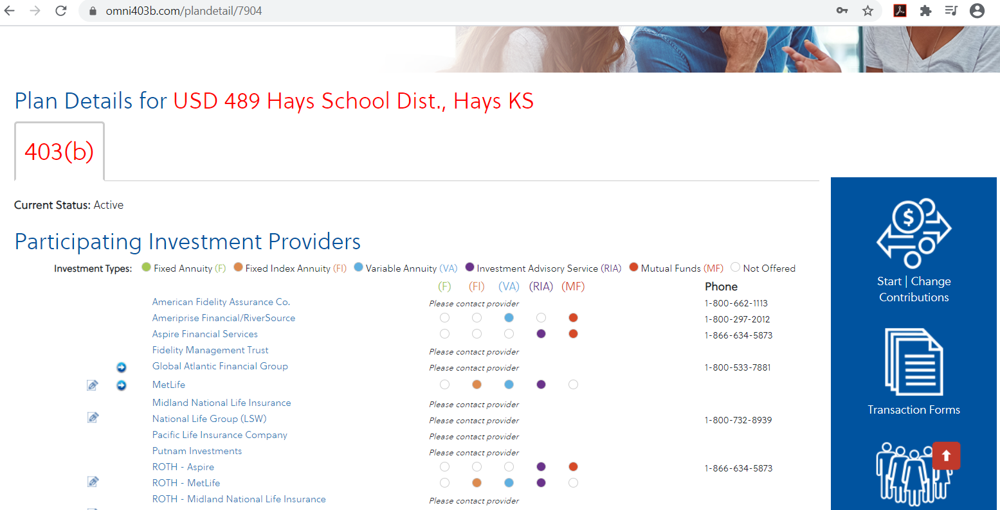 omni403b.com/plandetail/7904
Plan Details for USD 489 Hays School Dist., Hays KS
403(b)
Current Status: Active
Participating Investment Providers
Investment Types: Fixed Annuity (F) Fixed Index Annuity (FI) Variable Annuity (VA) Investment Advisory Service (RIA) Mutual Funds (MF) Not Offered
(F) (FI) (VA) (RIA) (MF) Phone
American Fidelity Assurance Co. Please contact provider 1-800-662-1113
Ameriprise Financial/RiverSource 1-800-297-2012
Aspire Financial Services 1-866-634-5873
Fidelity Management Trust Please contact provider
Global Atlantic Financial Group Please contact provider 1-800-533-7881
MetLife
Midland National Life Insurance Please contact provider
National Life Group (LSW) Please contact provider 1-800-732-8939
Pacific Life Insurance Company Please contact provider
Putnam Investments Please contact provider
ROTH - Aspire 1-866-634-5873
ROTH - MetLife
ROTH - Midland National Life Insurance Please contact provider
$
Start | Change
Contributions
Transaction Forms